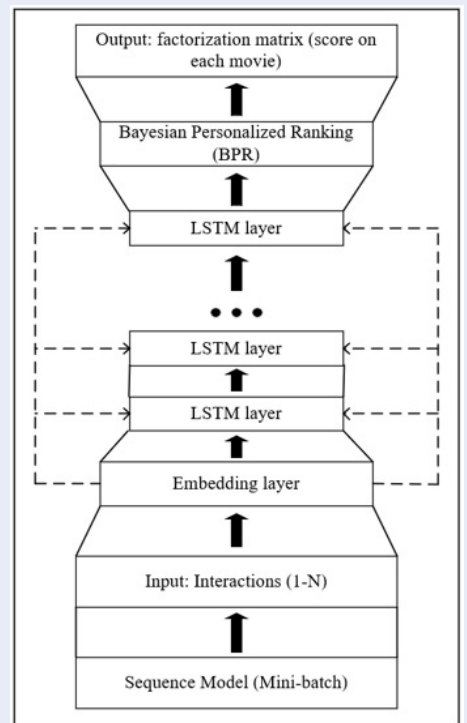 Output: factorization matrix (score on
each movie)
Bayesian Personalized Ranking
(BPR)
LSTM layer
LSTM layer
LSTM layer
Embedding layer
Input: Interactions (1-N)
Sequence Model (Mini-batch)